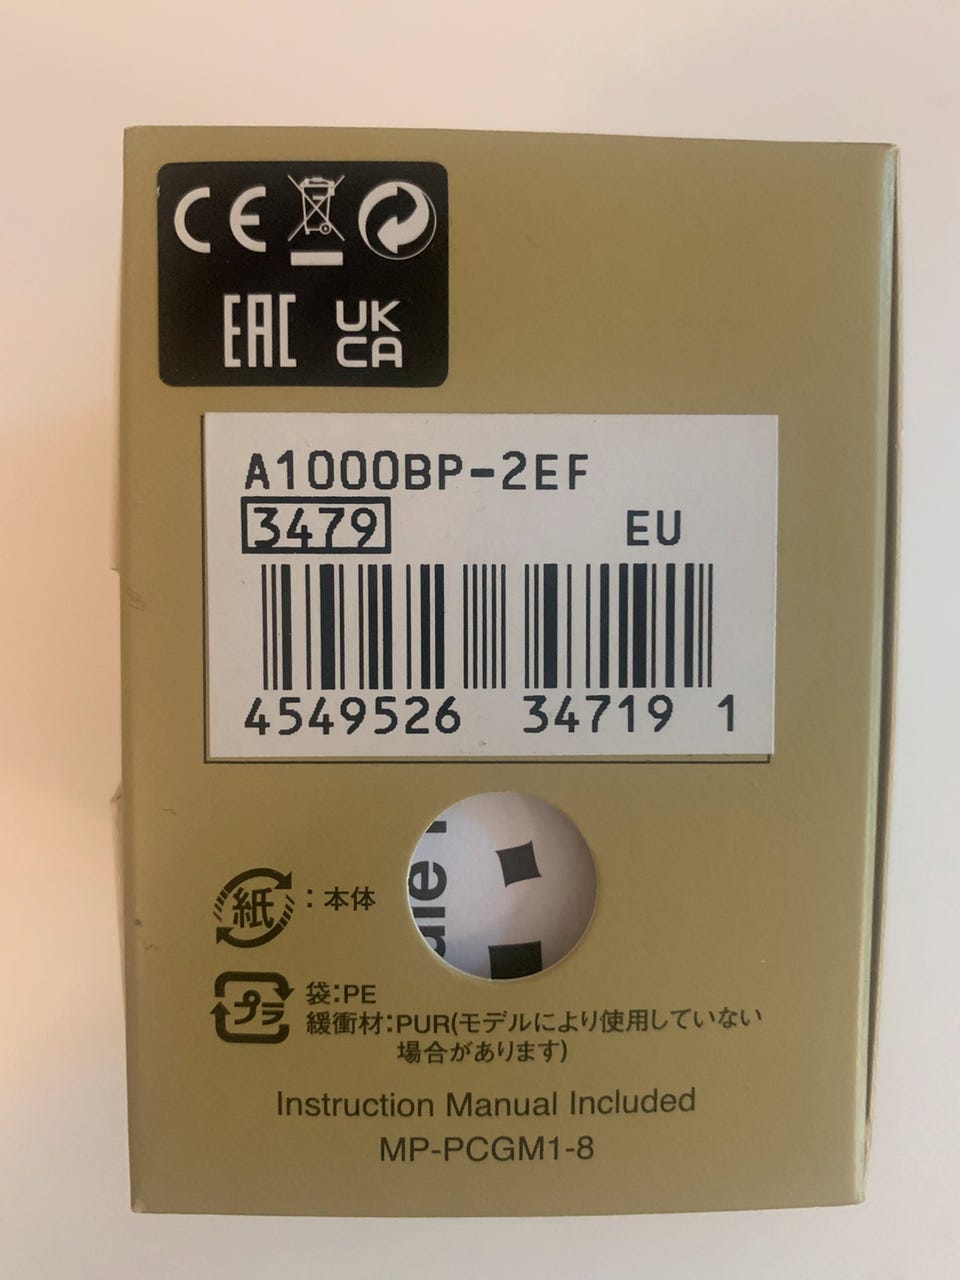 CE
EAC
UK
CA
A1000BP-2EF
3479
EU
4549526 34719 1
紙:本体
プラ
袋:PE
緩衝材:PUR(モデルにより使用していない
場合があります)
Instruction Manual Included
MP-PCGM1-8